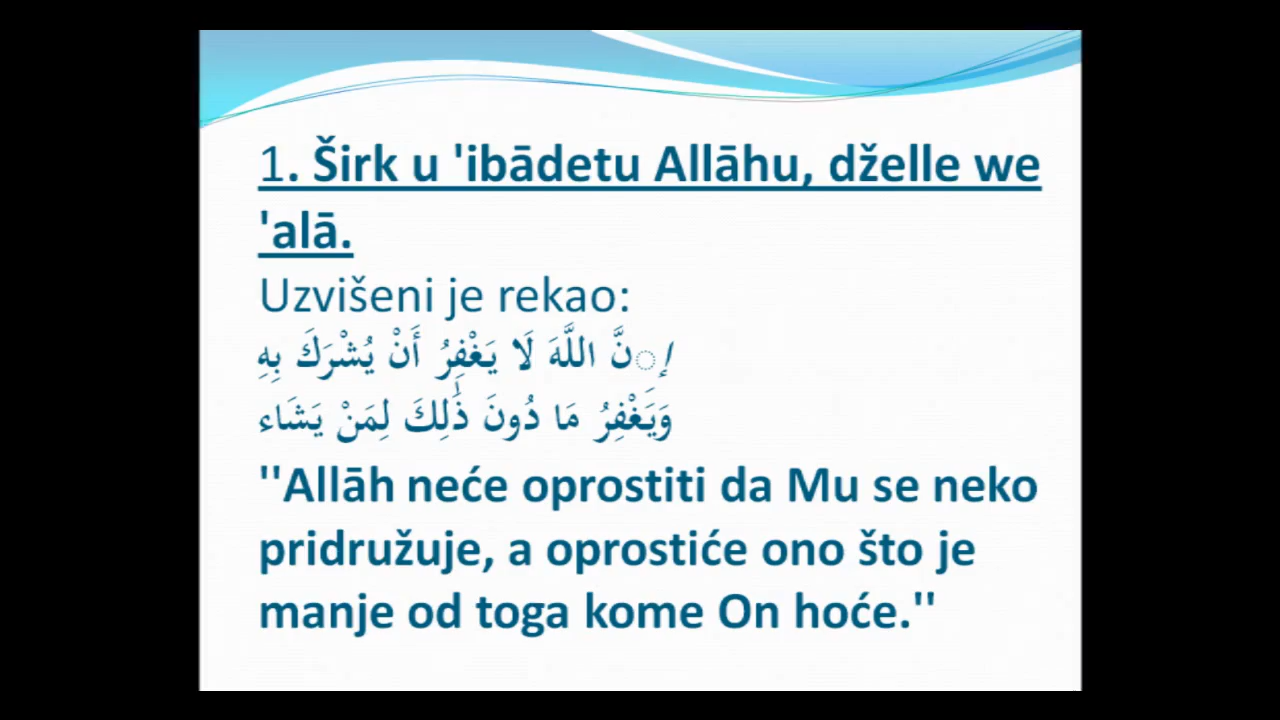 1. Širk u 'ibādetu Allāhu, dželle we
'alā.
Uzvišeni je rekao:
إ◌نَّ اللَّهَ لَا يَغْفِرُ أَنْ يُشْرَكَ بِهِ
وَيَغْفِرُ مَا دُونَ ذَٰلِكَ لِمَنْ يَشَاء
''Allāh neće oprostiti da Mu se neko
pridružuje, a oprostiće ono što je
manje od toga kome On hoće.''